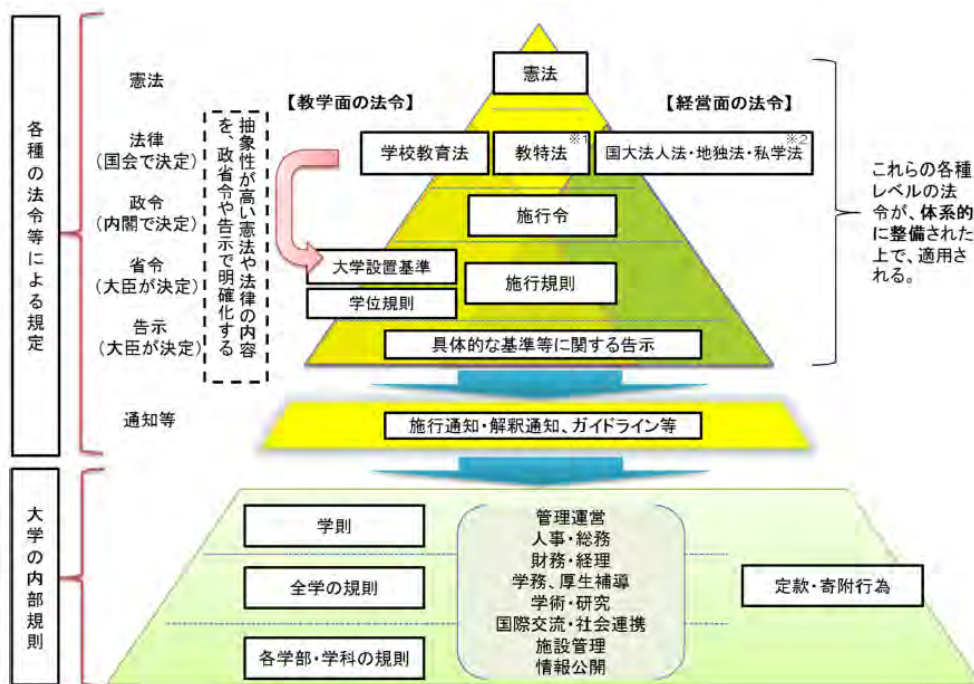 各種の法令等による規定
憲法
法律
(国会で決定)
政令
(内閣で決定)
省令
(大臣が決定)
告示
(大臣が決定)
通知等
抽象性が高い憲法や法律の内容
を、政省令や告示で明確化する
【教学面の法令】
【経営面の法令】
憲法
学校教育法
教特法※1
国大法人法・地独法・私学法※2
施行令
大学設置基準
学位規則
施行規則
具体的な基準等に関する告示
これらの各種
レベルの法
令が、体系的
に整備された
上で、適用さ
れる。
施行通知・解釈通知、ガイドライン等
大学の内部規則
学則
全学の規則
各学部・学科の規則
管理運営
人事・総務
財務・経理
学務、厚生補導
学術・研究
国際交流・社会連携
施設管理
情報公開
定款・寄附行為